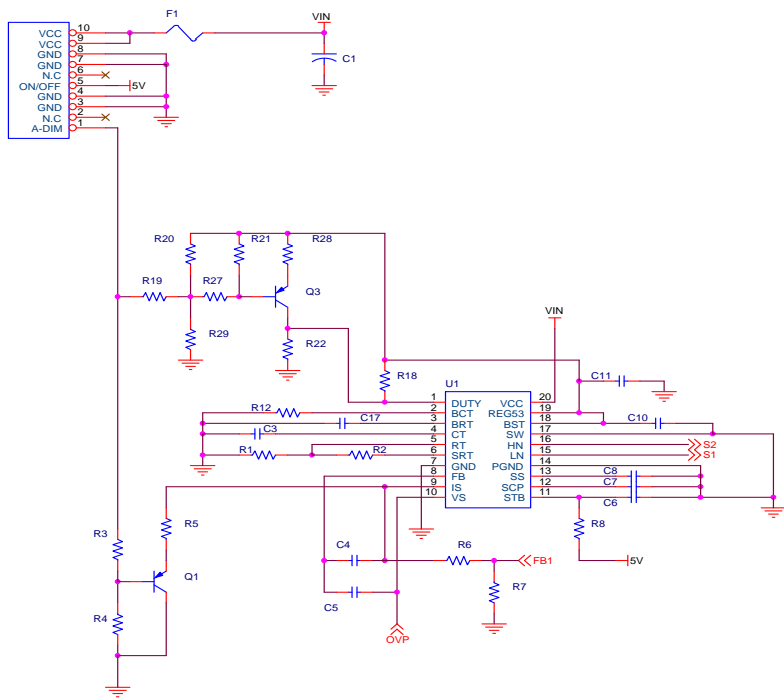 F1
VIN
C1
VCC 10
VCC 9
GND 8
GND 7
N.C 6
ON/OFF 5 5V
GND 4
GND 3
N.C 2
A-DIM 1
R20 R21 R28
R19 R27 Q3
R29 R22
VIN
R18 C11
U1
1 DUTY VCC 20
R12 2 BCT REG53 19
C17 3 BRT BST 18 C10
C3 4 CT SW 17
5 RT HN 16 S2
R1 R2 6 SRT LN 15 S1
7 GND PGND 14
8 FB SS 13 C8
9 IS SCP 12 C7
10 VS STB 11 C6
R5 R8
R3 C4 R6 FB1 5V
Q1 R7
R4 C5
OVP